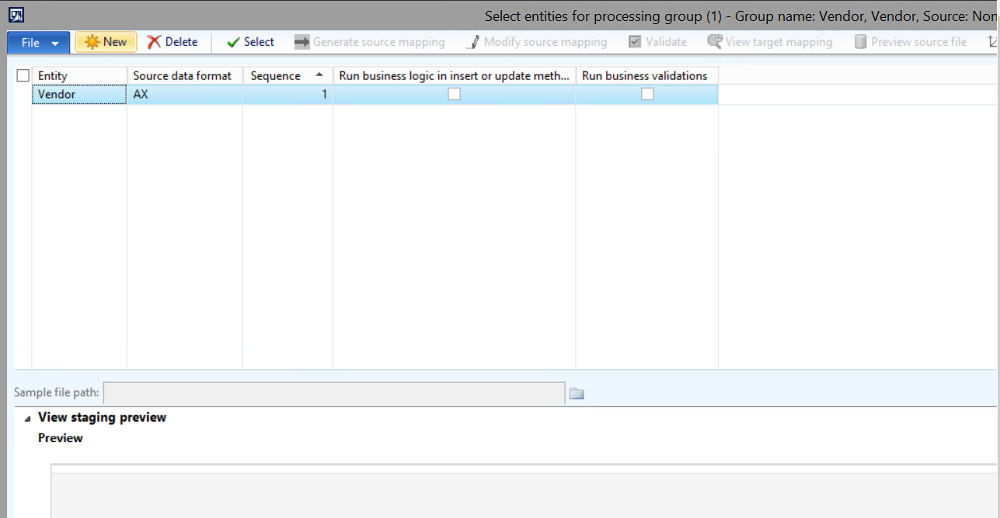 Select entities for processing group (1) - Group name: Vendor, Vendor, Source: Non
File New Delete Select Generate source mapping Modify source mapping Validate View target mapping Preview source file
Entity Source data format Sequence Run business logic in insert or update meth... Run business validations
Vendor AX 1
Sample file path:
View staging preview
Preview